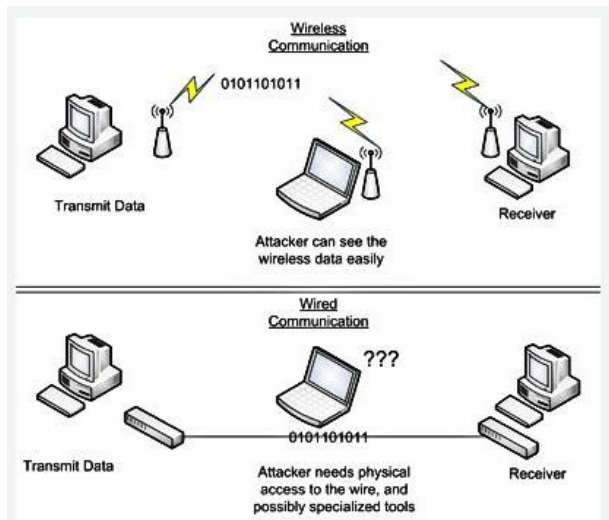 Wireless
Communication
0101101011
Transmit Data
Attacker can see the
wireless data easily
Receiver
Wired
Communication
???
0101101011
Transmit Data
Attacker needs physical
access to the wire, and
possibly specialized tools
Receiver